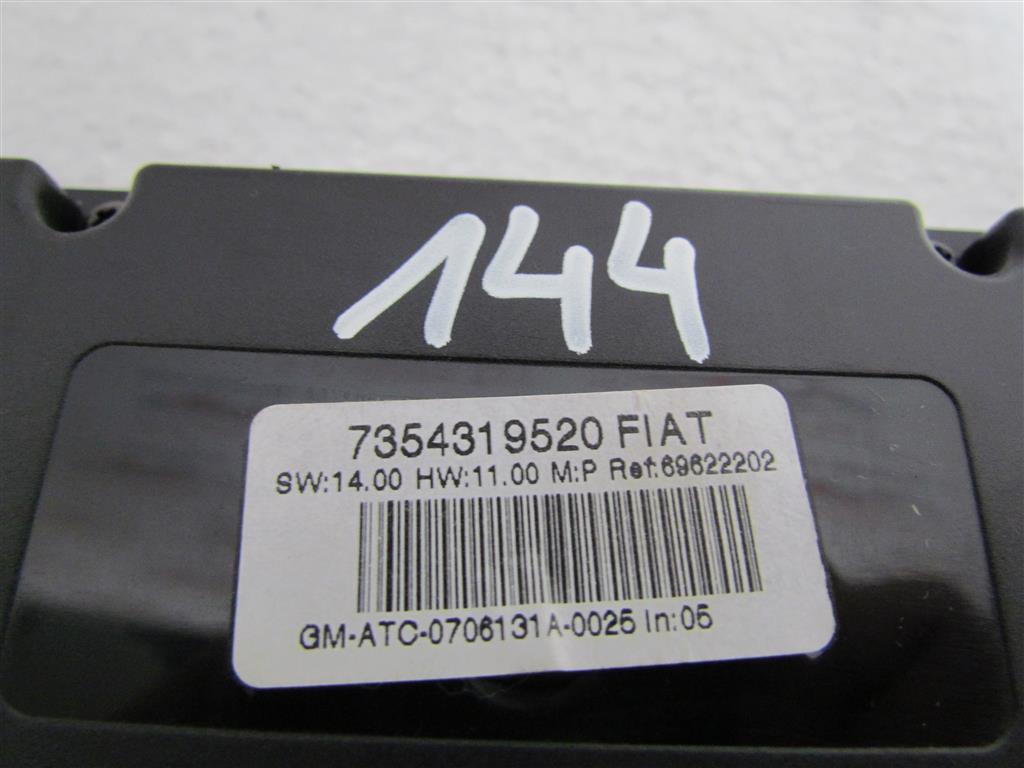 144
7354319520 FIAT
SW:14.00 HW:11.00 M:P Ref:69622202
GM-ATC-0706131A-0025 In:05